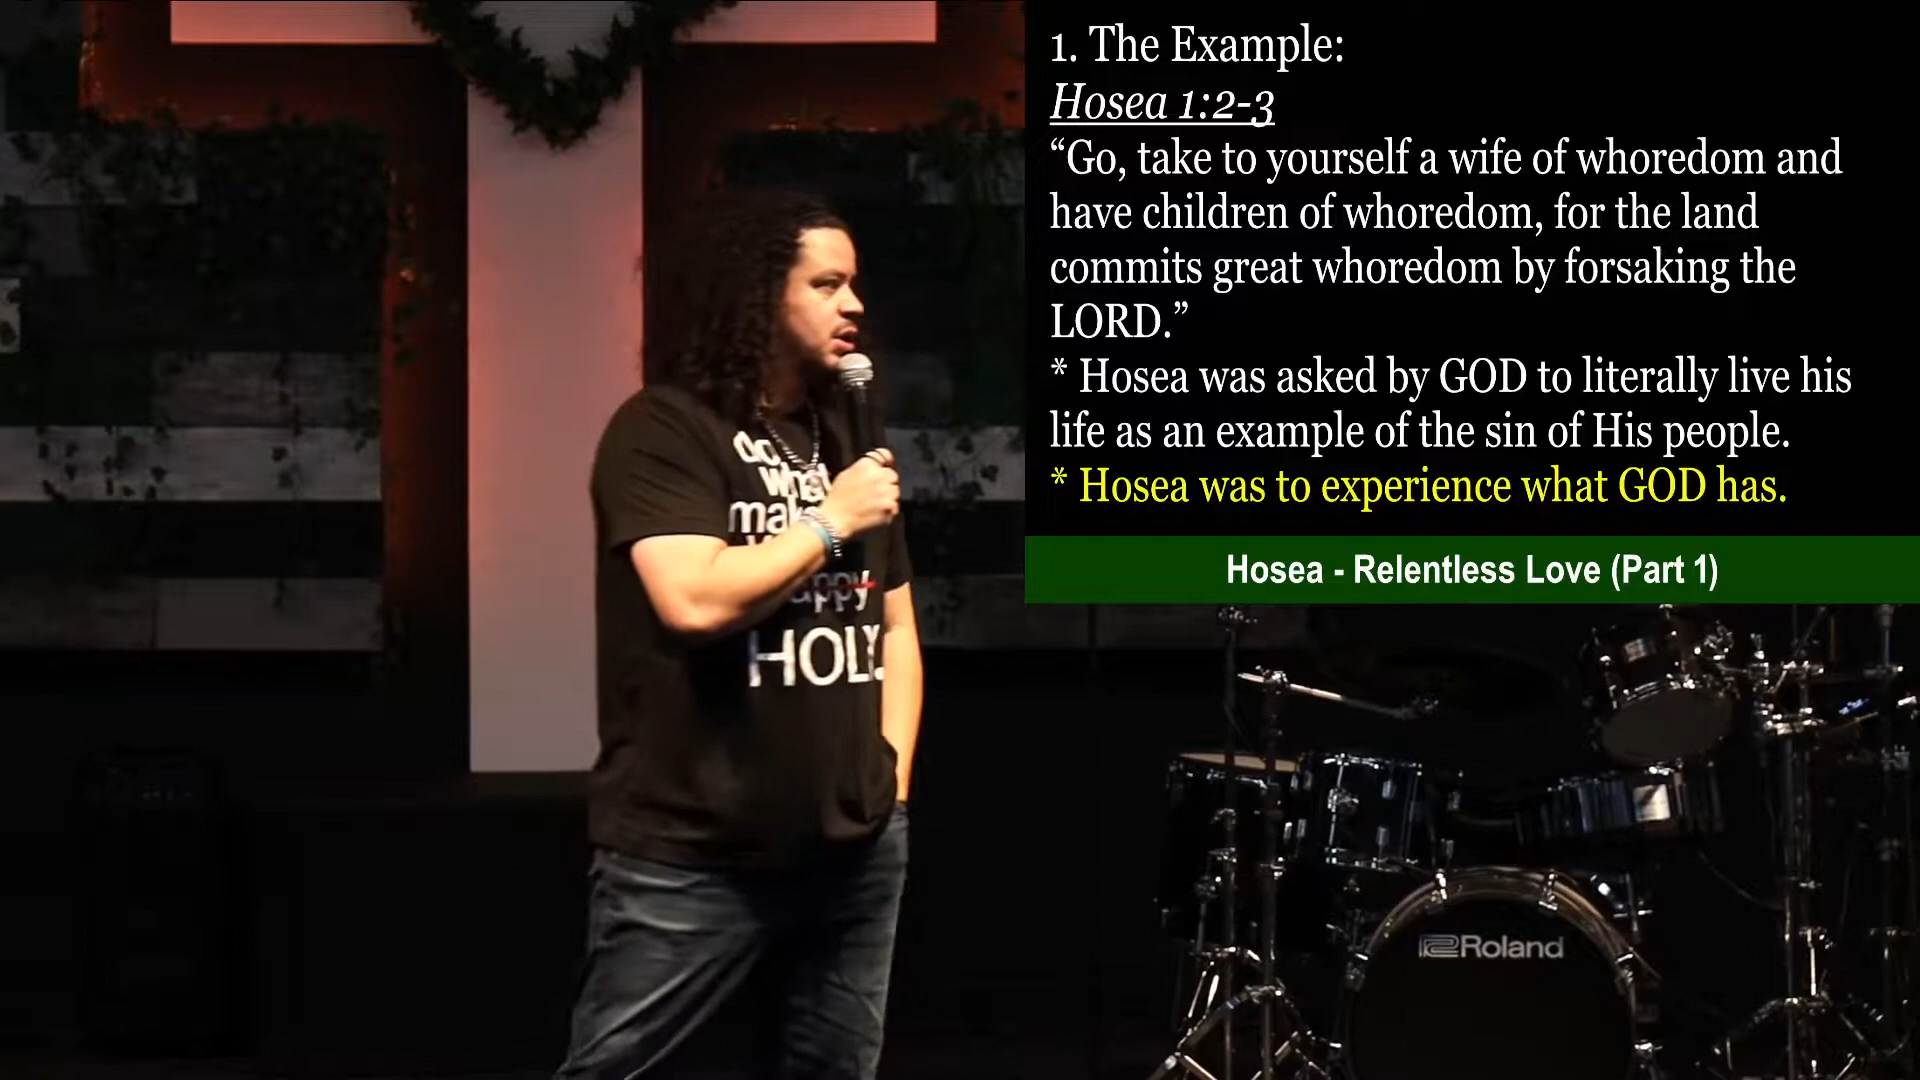 1. The Example:
Hosea 1:2-3
“Go, take to yourself a wife of whoredom and
have children of whoredom, for the land
commits great whoredom by forsaking the
LORD.”
* Hosea was asked by GOD to literally live his
life as an example of the sin of His people.
* Hosea was to experience what GOD has.
Hosea - Relentless Love (Part 1)
HOLY.
Roland